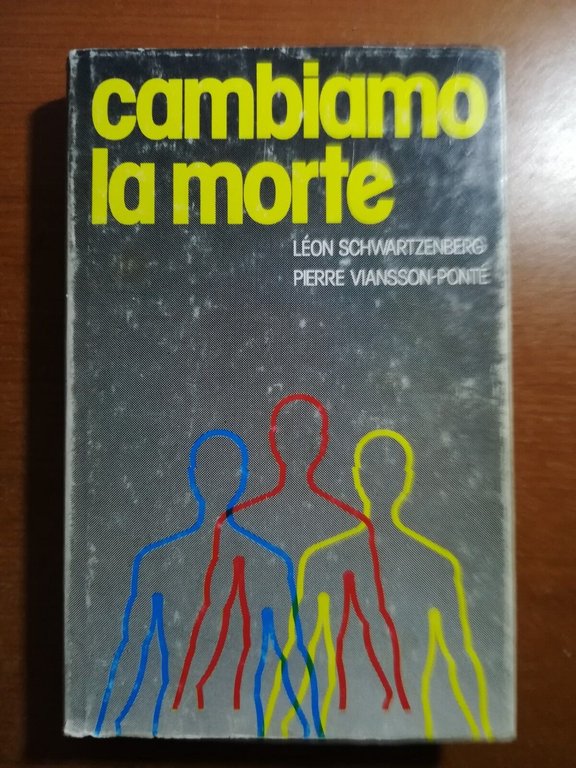 cambiamo
la morte
LÉON SCHWARTZENBERG
PIERRE VIANSSON-PONTÉ